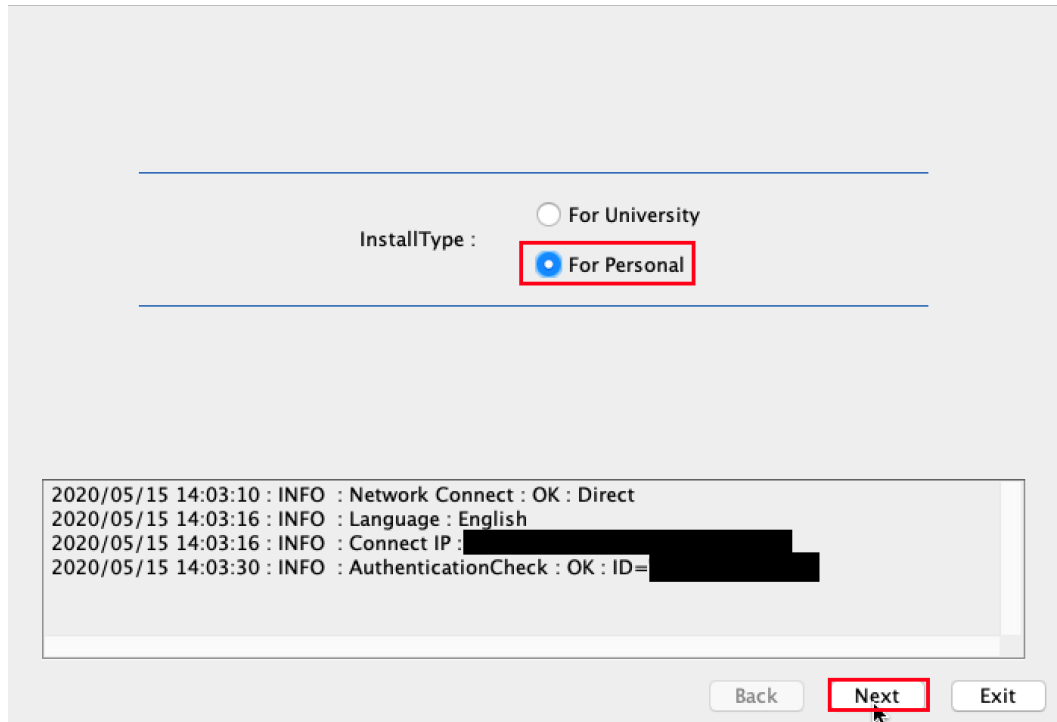 For University
InstallType :
For Personal
2020/05/15 14:03:10 : INFO : Network Connect : OK : Direct
2020/05/15 14:03:16 : INFO : Language : English
2020/05/15 14:03:16 : INFO : Connect IP :
2020/05/15 14:03:30 : INFO : AuthenticationCheck : OK : ID=
Back Next Exit